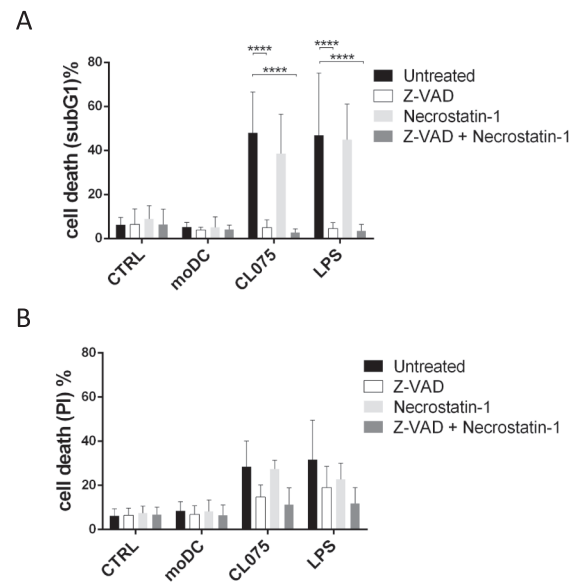 A
cell death (subG1)%
80
60
40
20
0
****
****
****
****
Untreated
Z-VAD
Necrostatin-1
Z-VAD + Necrostatin-1
CTRL
moDC
CL075
LPS
B
cell death (PI) %
80
60
40
20
0
Untreated
Z-VAD
Necrostatin-1
Z-VAD + Necrostatin-1
CTRL
moDC
CL075
LPS